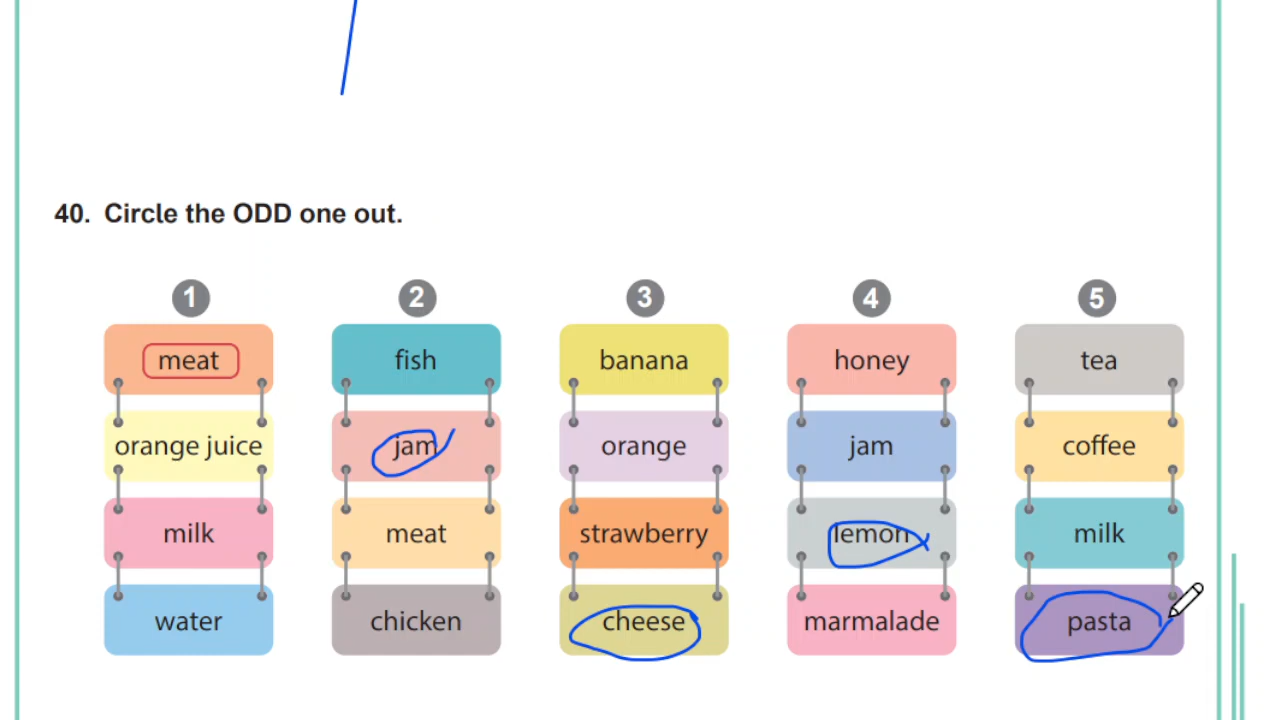 40. Circle the ODD one out.
1 2 3 4 5
meat fish banana honey tea
orange juice jam orange jam coffee
milk meat strawberry lemon milk
water chicken cheese marmalade pasta